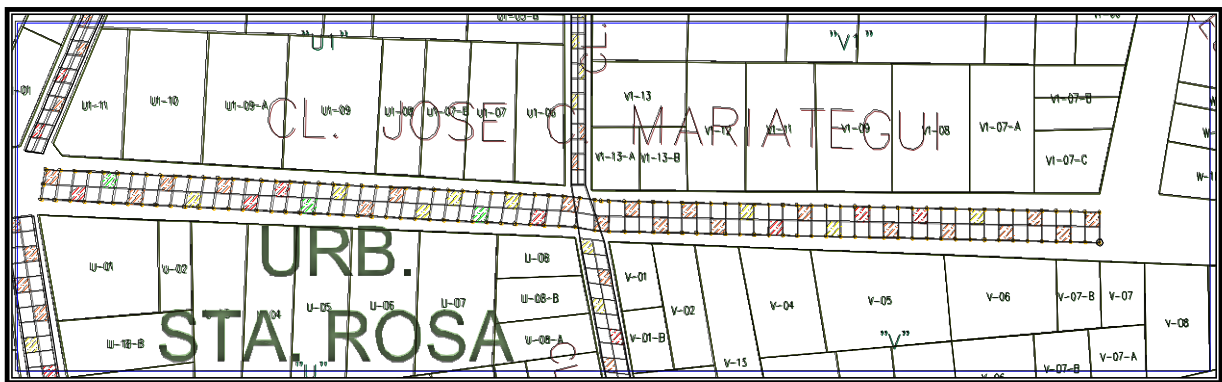 "U1"
"V1"
U1-11
U1-10
U1-09-A
U1-09
U1-08
U1-07-B
U1-07
U1-06
CL. JOSE C. MARIATEGUI
V1-13
V1-12
V1-11
V1-09
V1-08
V1-07-A
V1-07-B
V1-13-A
V1-13-B
V1-07-C
URB.
STA. ROSA
U-01
U-02
U-05
U-06
U-07
U-08
U-08-B
U-08-A
U-18-B
"U"
V-01
V-02
V-01-B
V-04
V-05
V-06
V-07-B
V-07
V-08
V-13
"V"
V-07-A
V-07-B